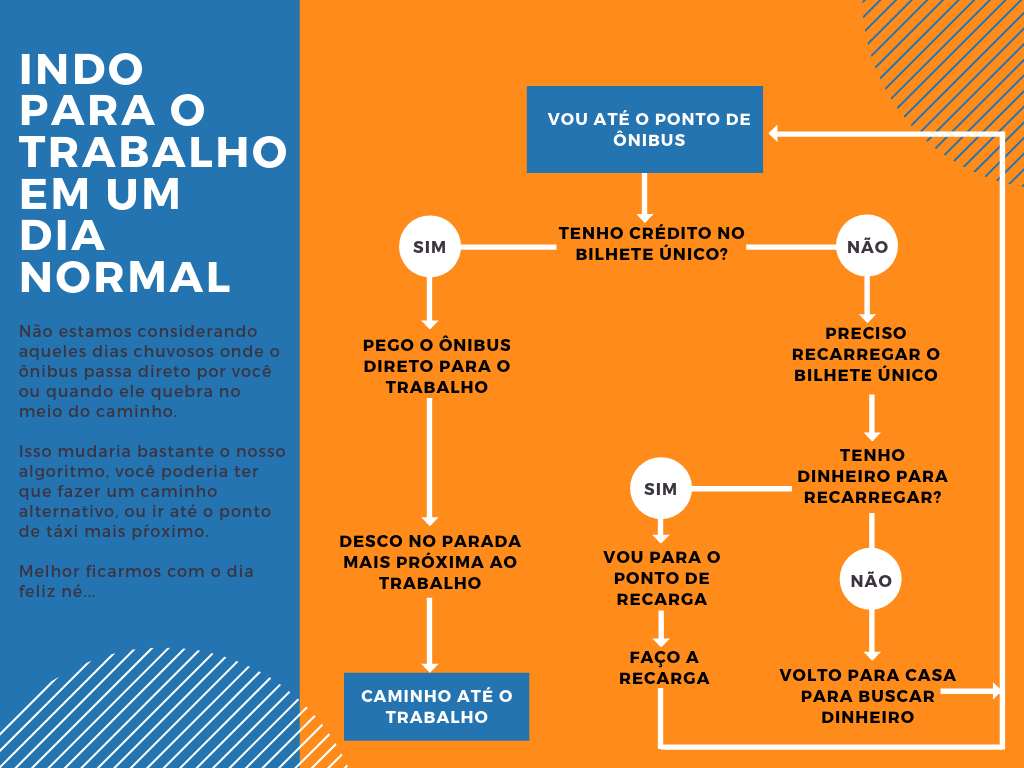 INDO
PARA O
TRABALHO
EM UM
DIA
NORMAL
Não estamos considerando
aqueles dias chuvosos onde o
ônibus passa direto por você
ou quando ele quebra no
meio do caminho.
Isso mudaria bastante o nosso
algoritmo, você poderia ter
que fazer um caminho
alternativo, ou ir até o ponto
de táxi mais pŕoximo.
Melhor ficarmos com o dia
feliz né...
VOU ATÉ O PONTO DE
ÔNIBUS
TENHO CRÉDITO NO
BILHETE ÚNICO?
SIM
NÃO
PEGO O ÔNIBUS
DIRETO PARA O
TRABALHO
DESCO NO PARADA
MAIS PRÓXIMA AO
TRABALHO
CAMINHO ATÉ O
TRABALHO
PRECISO
RECARREGAR O
BILHETE ÚNICO
TENHO
DINHEIRO PARA
RECARREGAR?
SIM
VOU PARA O
PONTO DE
RECARGA
FAÇO A
RECARGA
NÃO
VOLTO PARA CASA
PARA BUSCAR
DINHEIRO